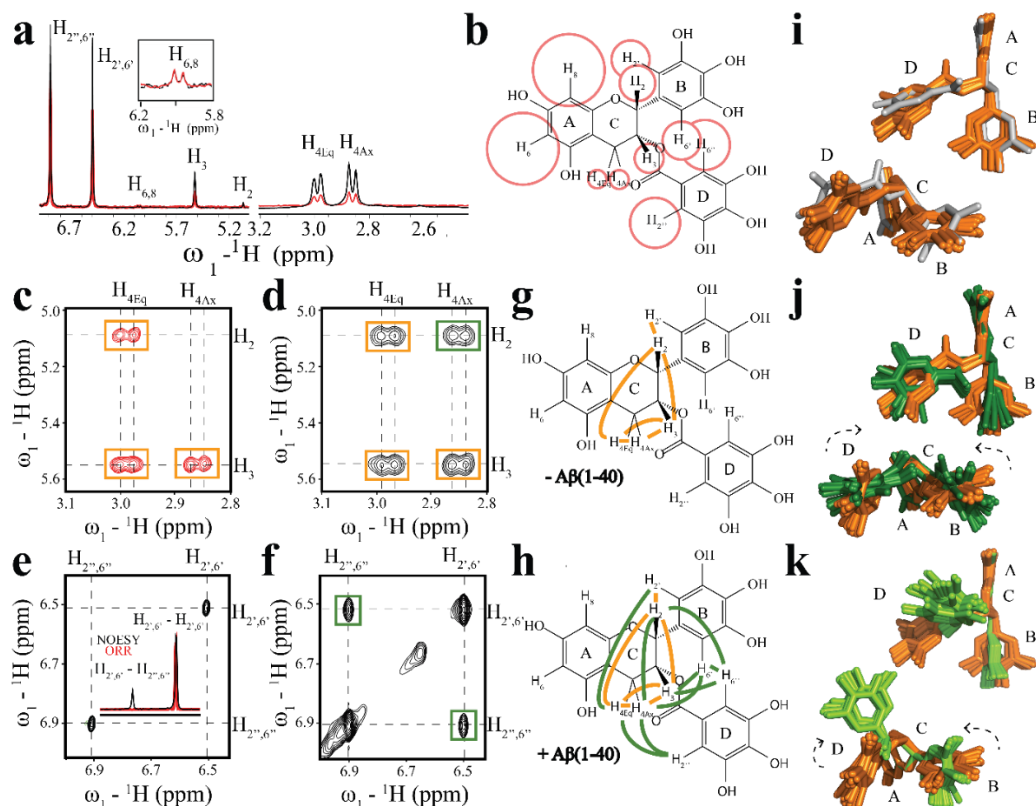 a
H2'',6''
H2',6'
H6,8
6.2 5.8
ω1 - 1H (ppm)
H6,8
H3
H2
H4Eq
H4Ax
6.7 6.2 5.7 5.2 3.0 2.8 2.6
ω1 - 1H (ppm)
b
OH
H2'
OH
H8
H2
B
HO
O
OH
A
C
H6'
H6''
H6
H3
O
OH
H4Eq
H4Ax
OH
O
D
OH
H2''
OH
OH
i
A
D
C
B
D
C
A
B
c
H4Eq
H4Ax
5.0
5.2
5.4
5.6
H2
H3
3.1 3.0 2.9 2.8
ω1 - 1H (ppm)
ω1 - 1H (ppm)
d
H4Eq
H4Ax
5.0
5.2
5.4
5.6
H2
H3
3.1 3.0 2.9 2.8
ω1 - 1H (ppm)
ω1 - 1H (ppm)
g
OH
H2'
OH
H8
H2
B
HO
O
OH
A
C
H6'
H6''
H6
H3
O
OH
H4Eq
H4Ax
OH
O
D
OH
- Aβ(1-40)
H2''
OH
OH
j
A
D
C
B
D
C
A
B
e
H2'',6''
H2',6'
6.5
6.7
6.9
H2',6'
H2',6' - H2',6'
NOESY
ORR
H2',6' - H2'',6''
H2'',6''
6.9 6.7 6.5
ω1 - 1H (ppm)
ω1 - 1H (ppm)
f
H2'',6''
H2',6'
6.5
6.7
6.9
H2',6'
H2'',6''
6.9 6.7 6.5
ω1 - 1H (ppm)
ω1 - 1H (ppm)
h
OH
H2'
OH
H8
H2
B
HO
OH
A
C
H6'
H6''
H6
H3
O
OH
H4Eq
H4Ax
OH
O
D
OH
+ Aβ(1-40)
H2''
OH
OH
k
A
D
C
B
C
D
A
B